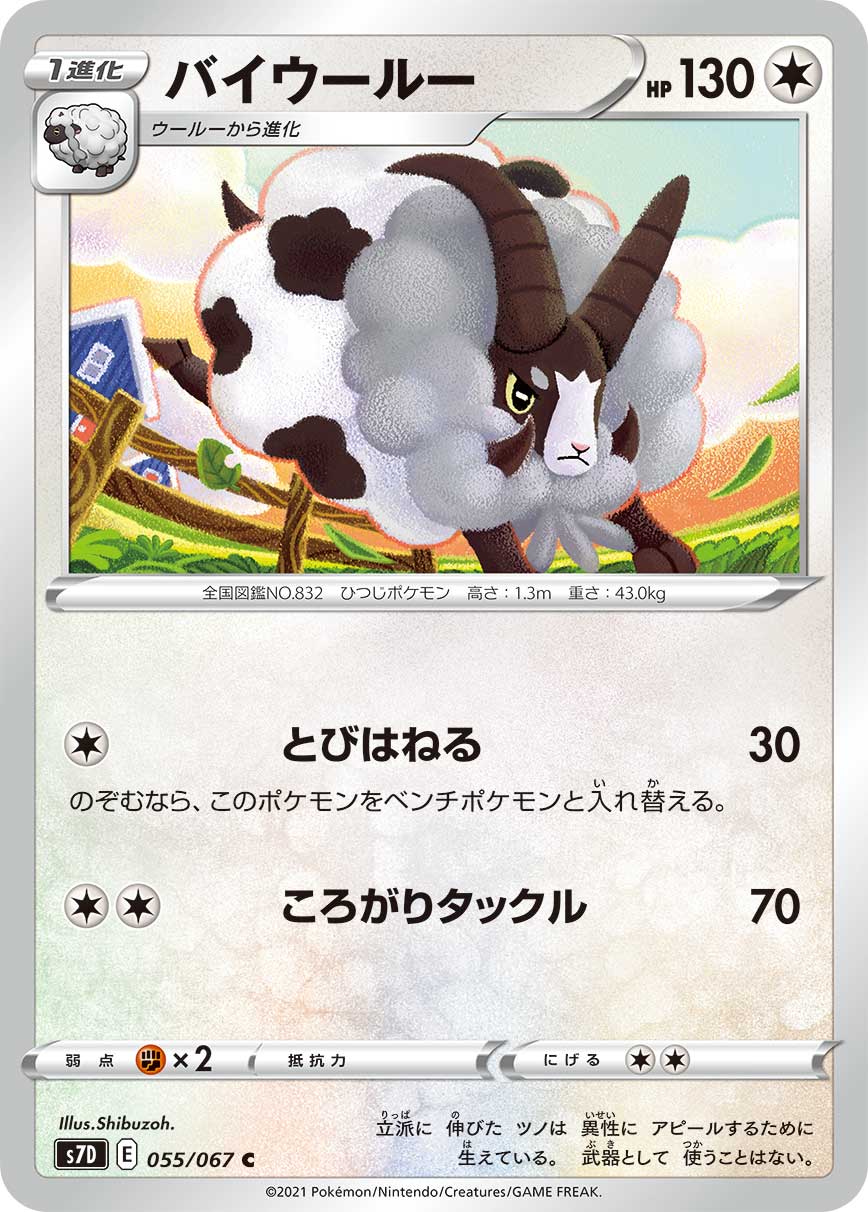 1進化
バイウールー
HP 130
ウールーから進化
全国図鑑NO.832 ひつじポケモン 高さ：1.3m 重さ：43.0kg
とびはねる 30
のぞむなら、このポケモンをベンチポケモンと入れ替える。
ころがりタックル 70
弱点 ×2 抵抗力 にげる
Illus.Shibuzoh.
立派に 伸びた ツノは 異性に アピールするために
生えている。 武器として 使うことはない。
s7D E 055/067 C
©2021 Pokémon/Nintendo/Creatures/GAME FREAK.